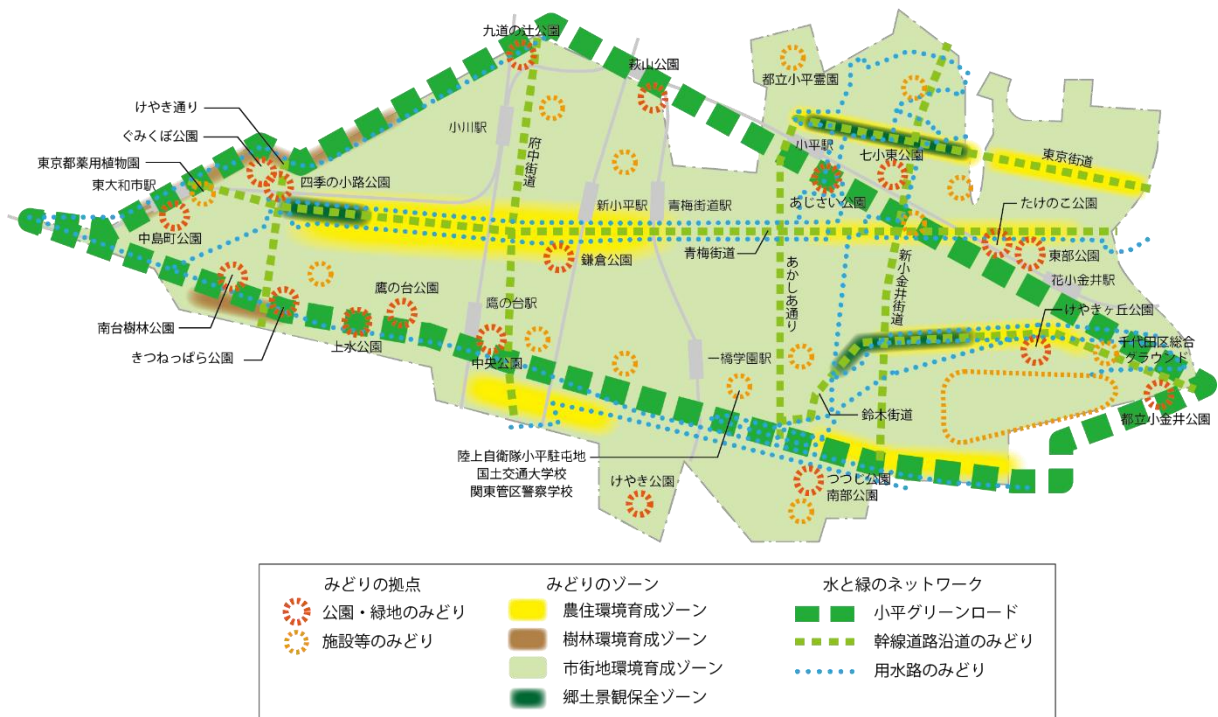 九道の辻公園
萩山公園
都立小平霊園
けやき通り
ぐみくぼ公園
小川駅
府中街道
小平駅
七小東公園
東京街道
東京都薬用植物園
東大和市駅
四季の小路公園
新小平駅
青梅街道駅
あじさい公園
たけのこ公園
中島町公園
鎌倉公園
青梅街道
あかしあ通り
新小金井街道
東部公園
花小金井駅
鷹の台公園
鷹の台駅
けやきヶ丘公園
南台樹林公園
きつねっぱら公園
上水公園
中央公園
一橋学園駅
千代田区総合
グラウンド
鈴木街道
都立小金井公園
陸上自衛隊小平駐屯地
国土交通大学校
関東管区警察学校
けやき公園
つつじ公園
南部公園
みどりの拠点
公園・緑地のみどり
施設等のみどり
みどりのゾーン
農住環境育成ゾーン
樹林環境育成ゾーン
市街地環境育成ゾーン
郷土景観保全ゾーン
水と緑のネットワーク
小平グリーンロード
幹線道路沿道のみどり
用水路のみどり